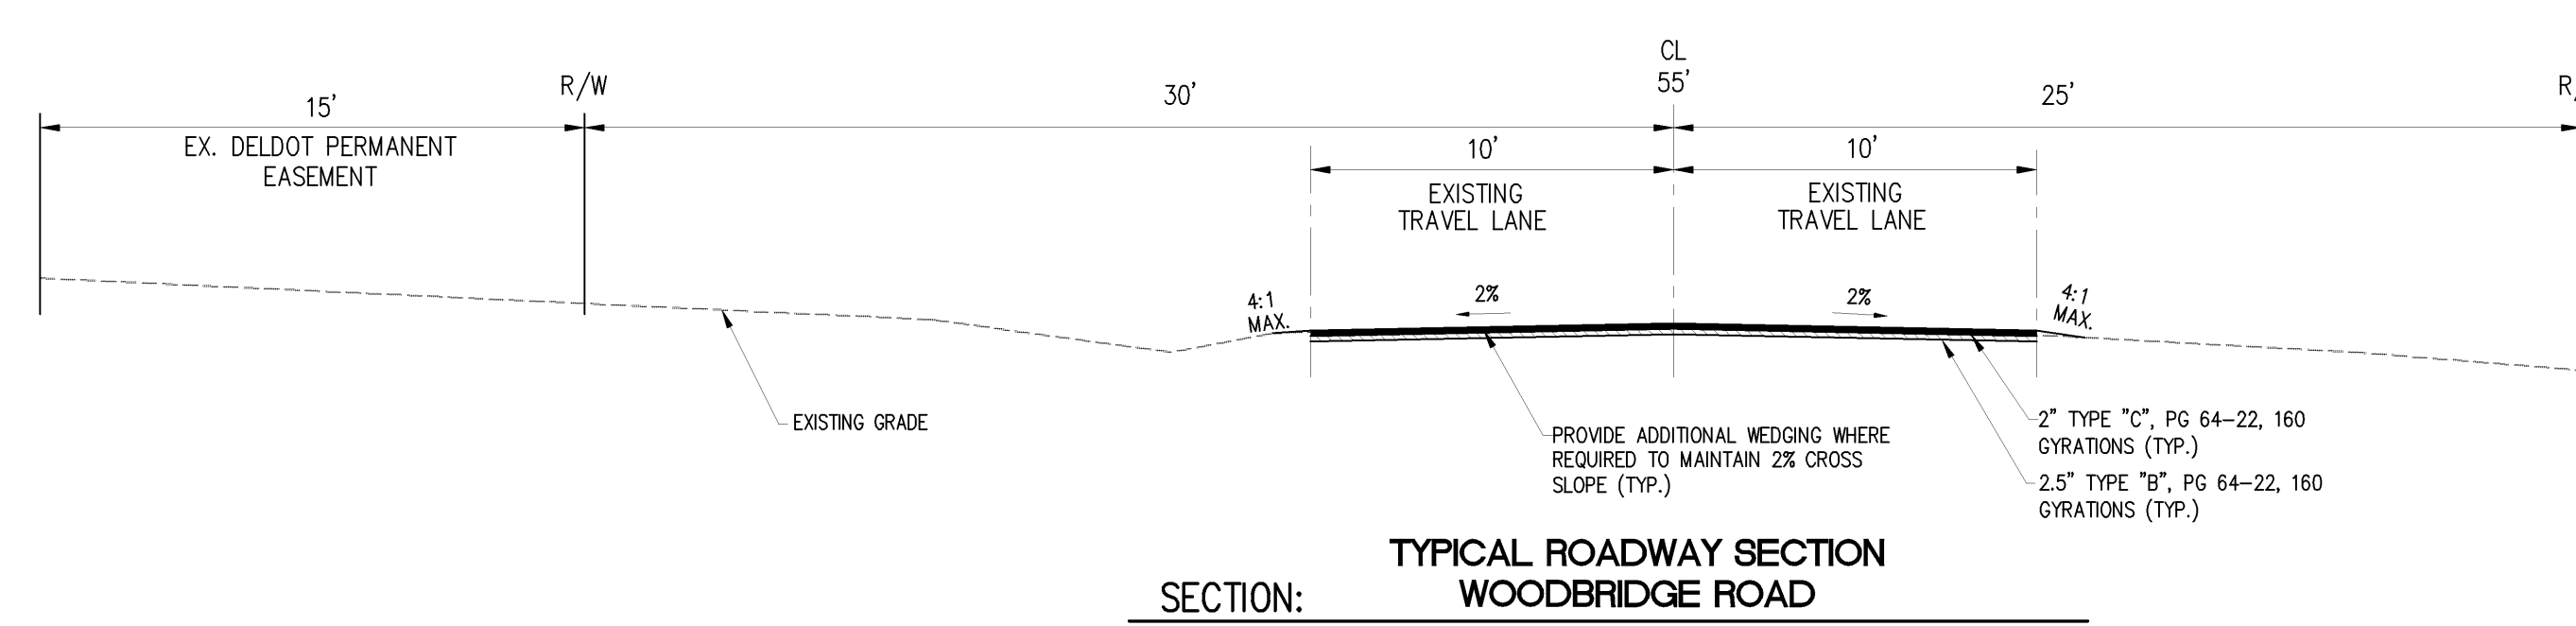 CL
55'
R/W
30'
25'
15'
EX. DELDOT PERMANENT
EASEMENT
10'
10'
EXISTING
TRAVEL LANE
EXISTING
TRAVEL LANE
4:1
MAX.
2%
2%
4:1
MAX.
EXISTING GRADE
PROVIDE ADDITIONAL WEDGING WHERE
REQUIRED TO MAINTAIN 2% CROSS
SLOPE (TYP.)
2" TYPE "C", PG 64-22, 160
GYRATIONS (TYP.)
2.5" TYPE "B", PG 64-22, 160
GYRATIONS (TYP.)
TYPICAL ROADWAY SECTION
SECTION: WOODBRIDGE ROAD